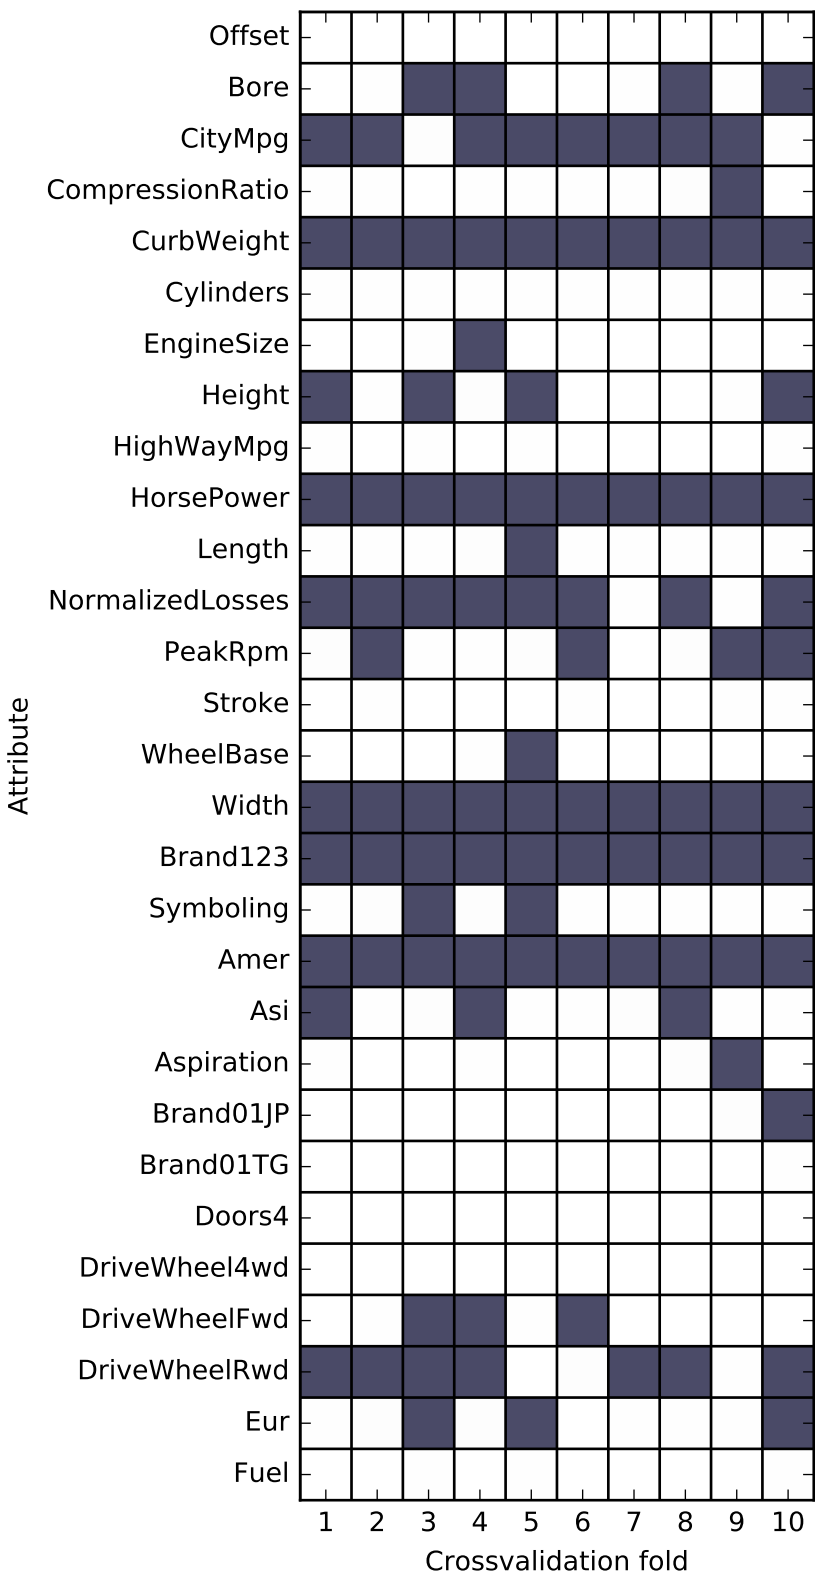 Offset
Bore
CityMpg
CompressionRatio
CurbWeight
Cylinders
EngineSize
Height
HighWayMpg
HorsePower
Length
NormalizedLosses
PeakRpm
Stroke
WheelBase
Width
Brand123
Symboling
Amer
Asi
Aspiration
Brand01JP
Brand01TG
Doors4
DriveWheel4wd
DriveWheelFwd
DriveWheelRwd
Eur
Fuel
Attribute
1 2 3 4 5 6 7 8 9 10
Crossvalidation fold